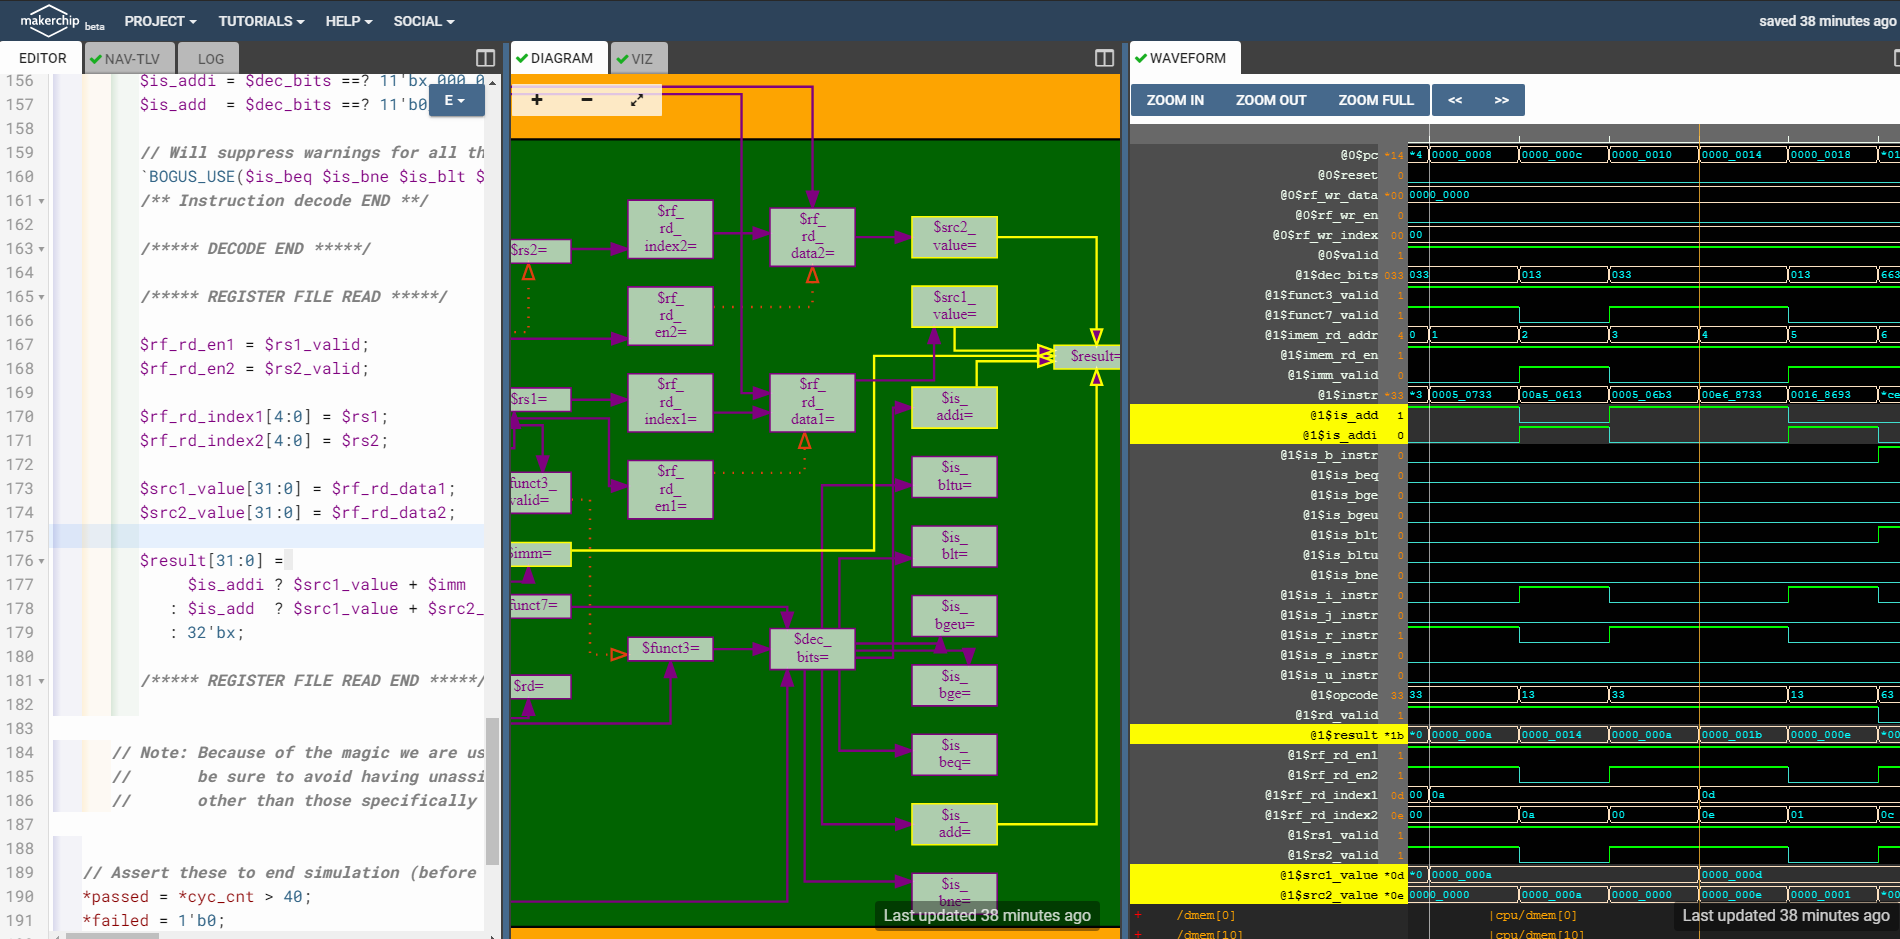 makerchip beta PROJECT TUTORIALS HELP SOCIAL saved 38 minutes ago
EDITOR NAV-TLV LOG
156 $is_addi = $dec_bits ==? 11'bx_000_0
157 $is_add  = $dec_bits ==? 11'b0
E
158
159 // Will suppress warnings for all th
160 `BOGUS_USE($is_beq $is_bne $is_blt $
161 /** Instruction decode END **/
162
163 /***** DECODE END *****/
164
165 /***** REGISTER FILE READ *****/
166
167 $rf_rd_en1 = $rs1_valid;
168 $rf_rd_en2 = $rs2_valid;
169
170 $rf_rd_index1[4:0] = $rs1;
171 $rf_rd_index2[4:0] = $rs2;
172
173 $src1_value[31:0] = $rf_rd_data1;
174 $src2_value[31:0] = $rf_rd_data2;
175
176 $result[31:0] =
177 $is_addi ? $src1_value + $imm
178 : $is_add  ? $src1_value + $src2_
179 : 32'bx;
180
181 /***** REGISTER FILE READ END *****/
182
183
184 // Note: Because of the magic we are us
185 //       be sure to avoid having unassi
186 //       other than those specifically
187
188
189 // Assert these to end simulation (before
190 *passed = *cyc_cnt > 40;
191 *failed = 1'b0;
DIAGRAM VIZ
+ −
$rs2=
$rf_
rd_
index2=
$rf_
rd_
data2=
$src2_
value=
$rf_
rd_
en2=
$src1_
value=
$result=
$rs1=
$rf_
rd_
index1=
$rf_
rd_
data1=
$is_
addi=
funct3_
valid=
$rf_
rd_
en1=
$is_
bltu=
$imm=
$is_
blt=
funct7=
$is_
bgeu=
$funct3=
$dec_
bits=
$rd=
$is_
bge=
$is_
beq=
$is_
add=
$is_
bne=
Last updated 38 minutes ago
WAVEFORM
ZOOM IN ZOOM OUT ZOOM FULL << >>
@0$pc *14 *4 0000_0008 0000_000c 0000_0010 0000_0014 0000_0018 *01
@0$reset 0
@0$rf_wr_data *00 0000_0000
@0$rf_wr_en 0
@0$rf_wr_index 00 00
@0$valid 1
@1$dec_bits 033 033 013 033 013 663
@1$funct3_valid 1
@1$funct7_valid 1
@1$imem_rd_addr 4 0 1 2 3 4 5 6
@1$imem_rd_en 1
@1$imm_valid 0
@1$instr *33 *3 0005_0733 00a5_0613 0005_06b3 00e6_8733 0016_8693 *ce
@1$is_add 1
@1$is_addi 0
@1$is_b_instr 0
@1$is_beq 0
@1$is_bge 0
@1$is_bgeu 0
@1$is_blt 0
@1$is_bltu 0
@1$is_bne 0
@1$is_i_instr 0
@1$is_j_instr 0
@1$is_r_instr 1
@1$is_s_instr 0
@1$is_u_instr 0
@1$opcode 33 33 13 33 13 63
@1$rd_valid 1
@1$result *1b *0 0000_000a 0000_0014 0000_000a 0000_001b 0000_000e *00
@1$rf_rd_en1 1
@1$rf_rd_en2 1
@1$rf_rd_index1 0d 00 0a 0d
@1$rf_rd_index2 0e 00 0a 00 0e 01 0c
@1$rs1_valid 1
@1$rs2_valid 1
@1$src1_value *0d *0 0000_000a 0000_000d
@1$src2_value *0e 0000_0000 0000_000a 0000_0000 0000_000e 0000_0001 *00
+ /dmem[0] |cpu/dmem[0]
+ /dmem[10] |cpu/dmem[10]
Last updated 38 minutes ago